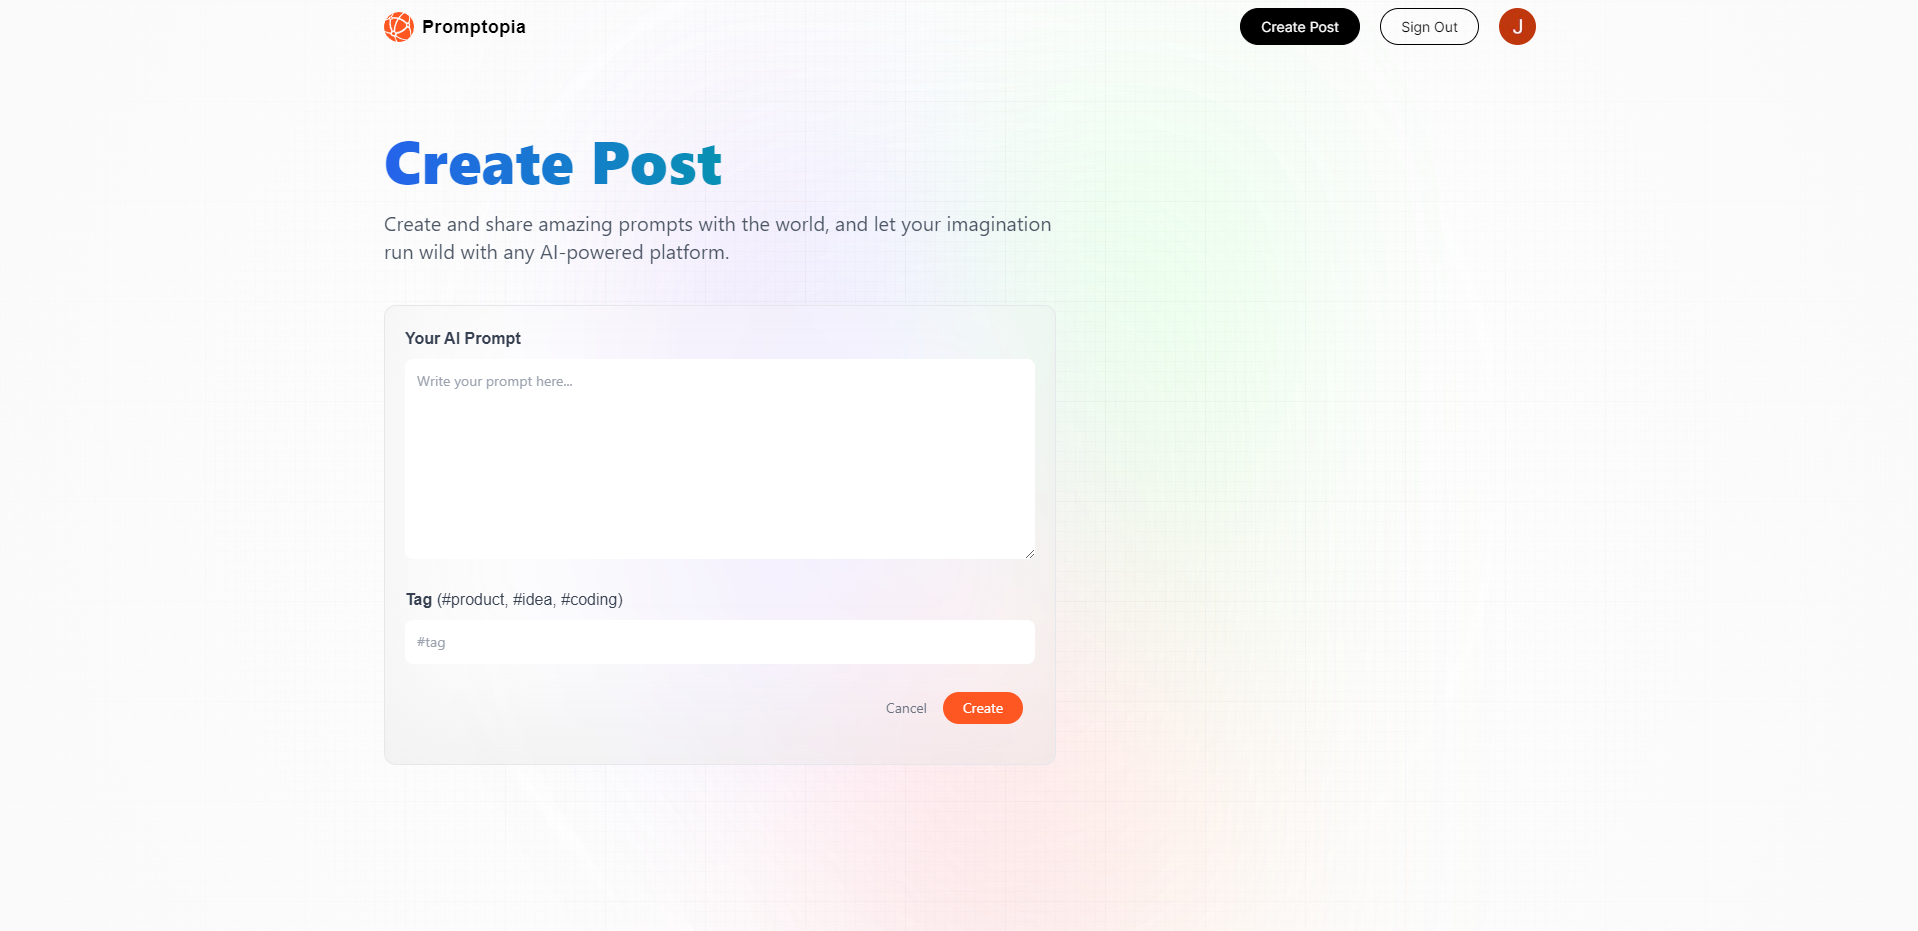 Promptopia
Create Post
Sign Out
J
Create Post
Create and share amazing prompts with the world, and let your imagination
run wild with any AI-powered platform.
Your AI Prompt
Write your prompt here...
Tag (#product, #idea, #coding)
#tag
Cancel
Create